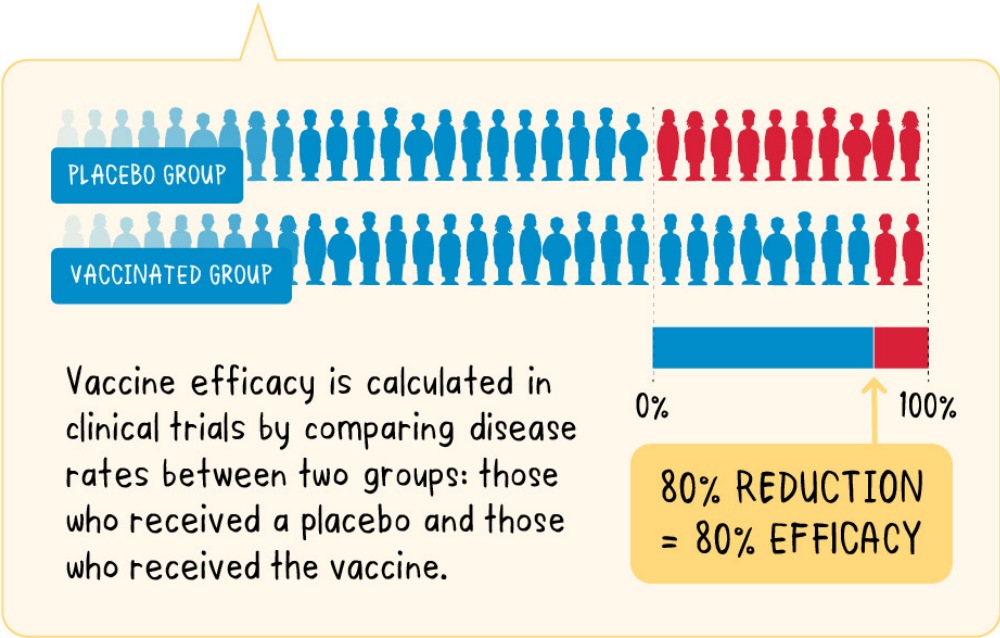 PLACEBO GROUP
VACCINATED GROUP
Vaccine efficacy is calculated in
clinical trials by comparing disease
rates between two groups: those
who received a placebo and those
who received the vaccine.
0%
100%
80% REDUCTION
= 80% EFFICACY